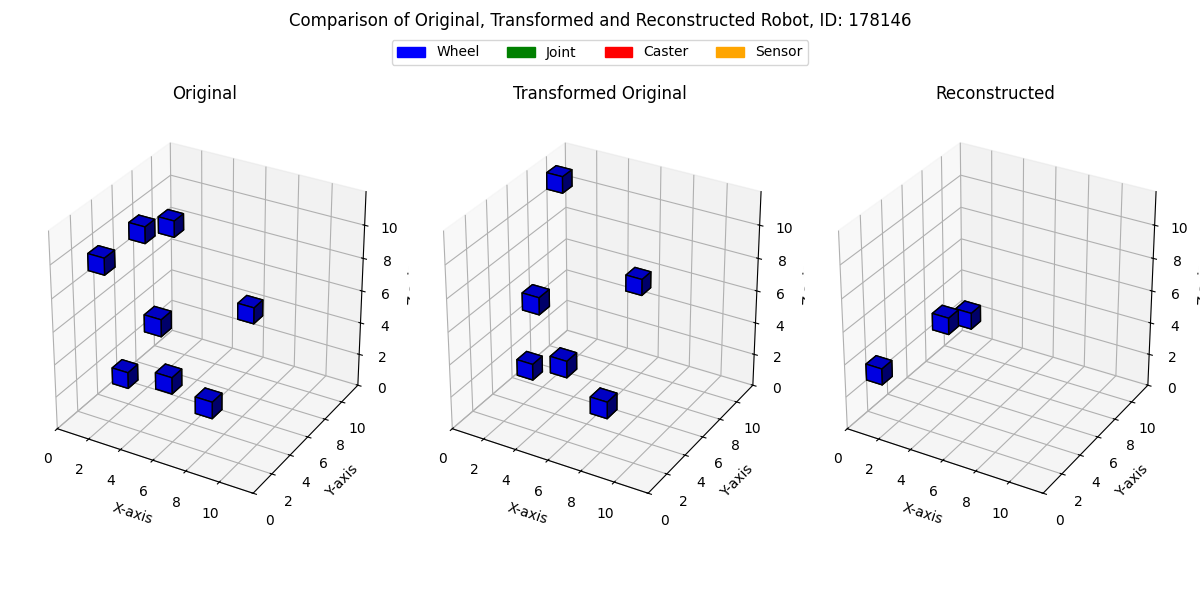 Comparison of Original, Transformed and Reconstructed Robot, ID: 178146
Wheel Joint Caster Sensor
Original Transformed Original Reconstructed
10 10 10
8 8 8
6 6 6
4 4 4
2 2 2
0 0 0
0 2 4 6 8 10 0 2 4 6 8 10 0 2 4 6 8 10
0 2 4 6 8 10 0 2 4 6 8 10 0 2 4 6 8 10
X-axis Y-axis X-axis Y-axis X-axis Y-axis